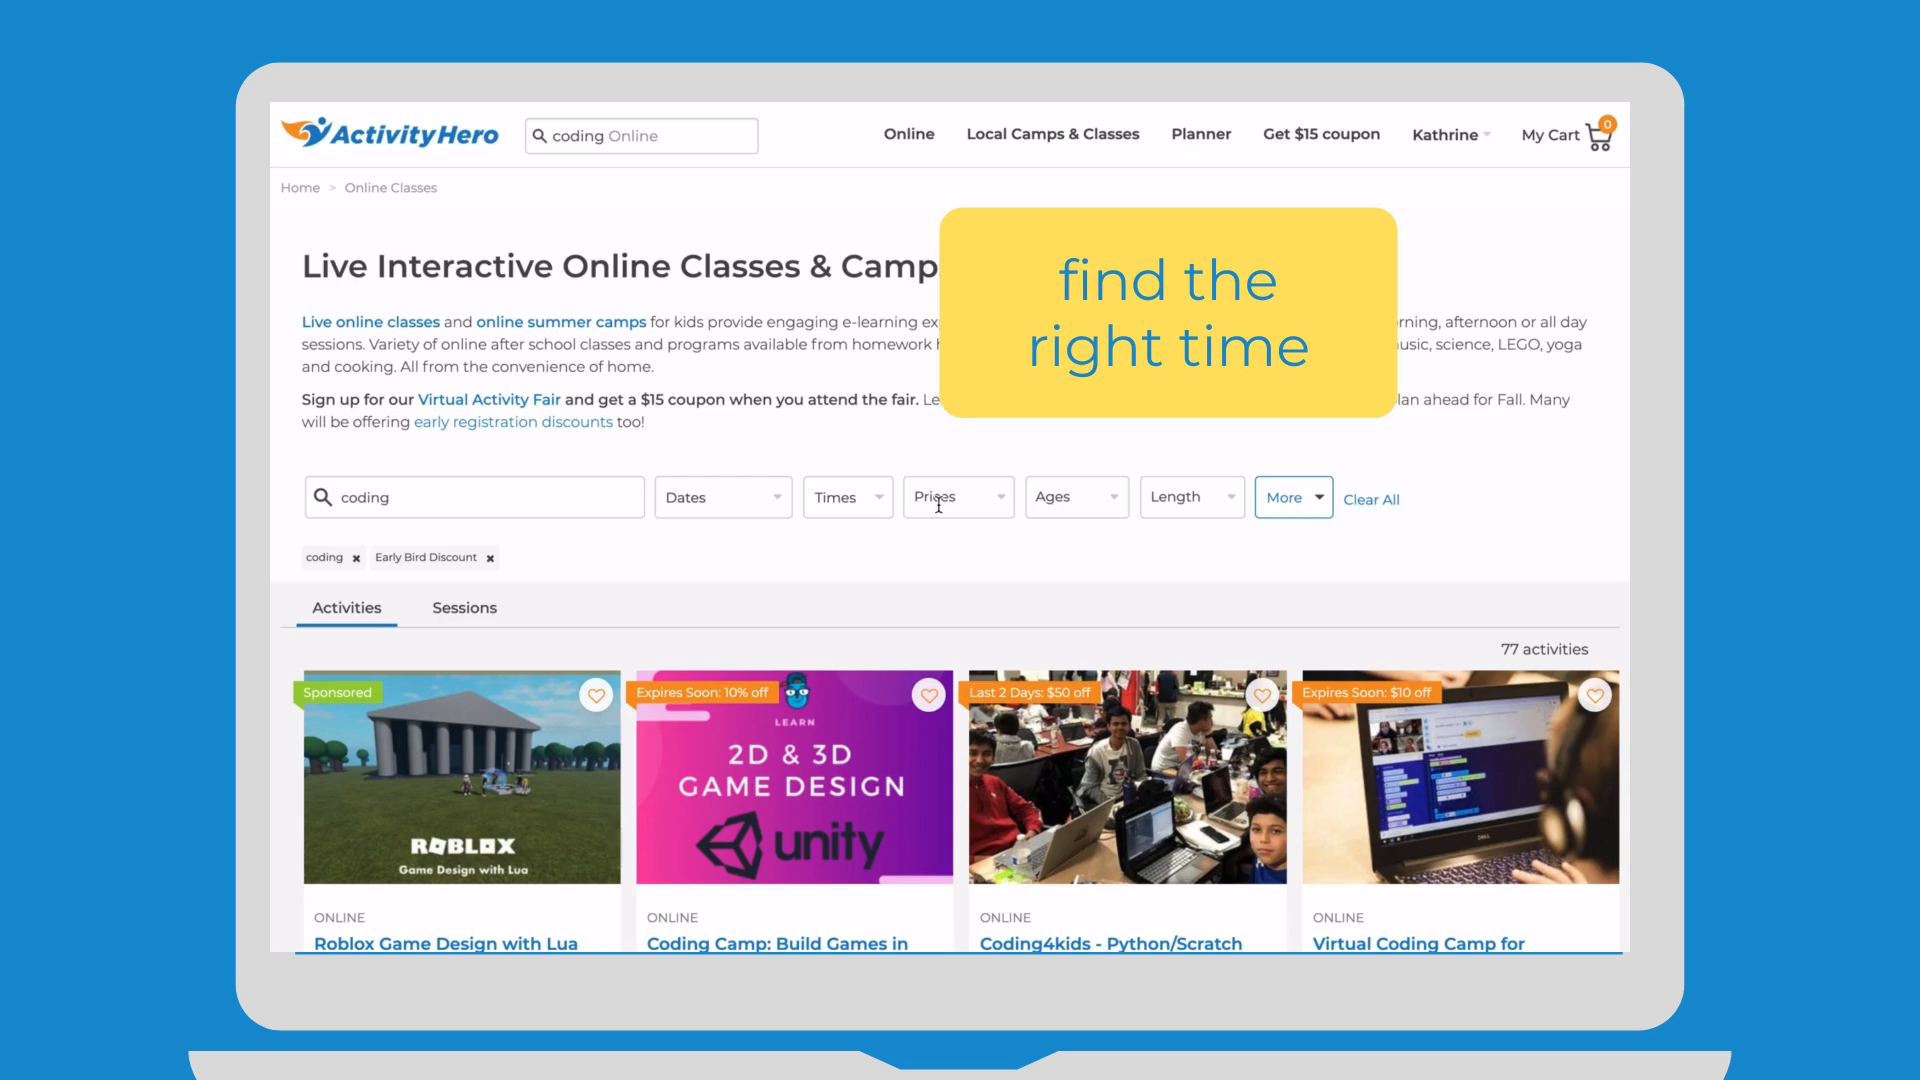 ActivityHero
coding Online
Online
Local Camps & Classes
Planner
Get $15 coupon
Kathrine
My Cart
0
Home > Online Classes
Live Interactive Online Classes & Camp
find the
right time
Live online classes and online summer camps for kids provide engaging e-learning ex rning, afternoon or all day
sessions. Variety of online after school classes and programs available from homework usic, science, LEGO, yoga
and cooking. All from the convenience of home.
Sign up for our Virtual Activity Fair and get a $15 coupon when you attend the fair. Le lan ahead for Fall. Many
will be offering early registration discounts too!
coding
Dates
Times
Prices
Ages
Length
More
Clear All
coding × Early Bird Discount ×
Activities
Sessions
77 activities
Sponsored
ROBLOX
Game Design with Lua
ONLINE
Roblox Game Design with Lua
Expires Soon: 10% off
LEARN
2D & 3D
GAME DESIGN
unity
ONLINE
Coding Camp: Build Games in
Last 2 Days: $50 off
ONLINE
Coding4kids - Python/Scratch
Expires Soon: $10 off
DELL
ONLINE
Virtual Coding Camp for